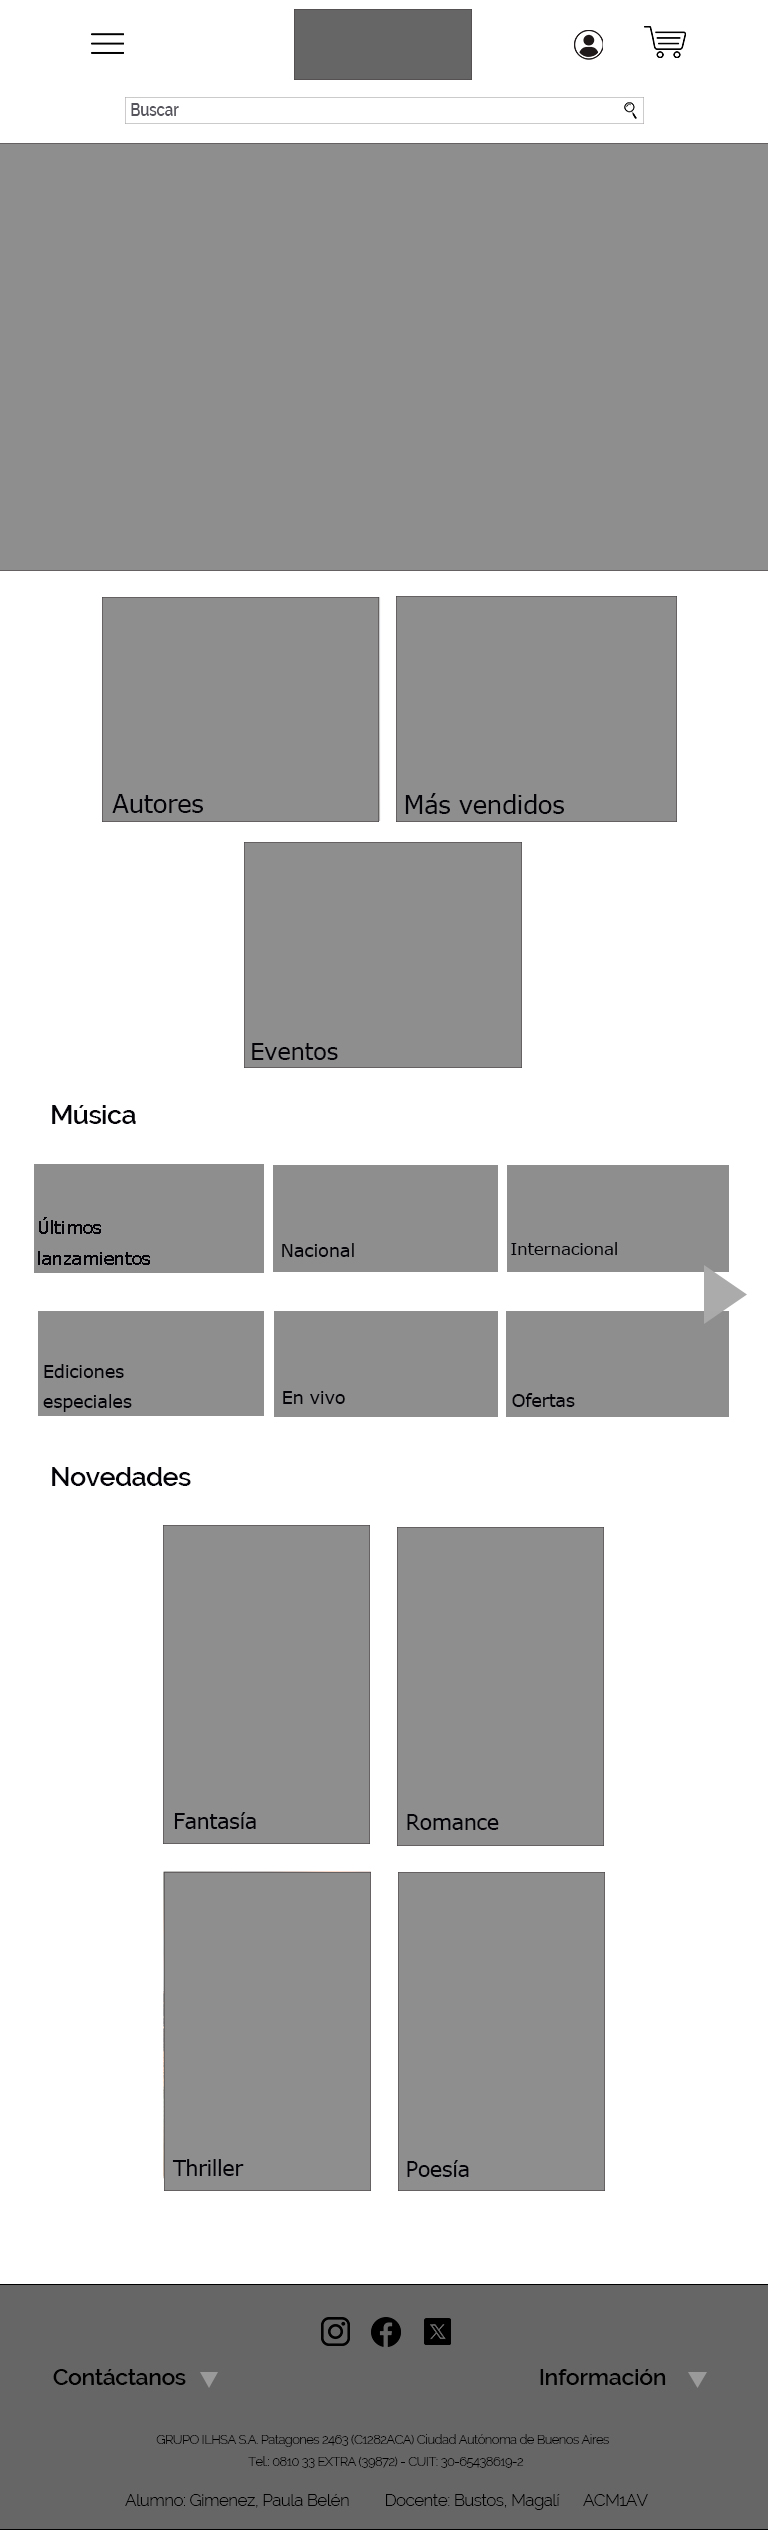 Buscar
Autores
Más vendidos
Eventos
Música
Últimos
lanzamientos
Nacional
Internacional
Ediciones
especiales
En vivo
Ofertas
Novedades
Fantasía
Romance
Thriller
Poesía
Contáctanos
Información
GRUPO ILHSA S.A. Patagones 2463 (C1282ACA) Ciudad Autónoma de Buenos Aires
Tel.: 0810 33 EXTRA (39872) - CUIT: 30-65438619-2
Alumno: Gimenez, Paula Belén Docente: Bustos, Magalí ACM1AV